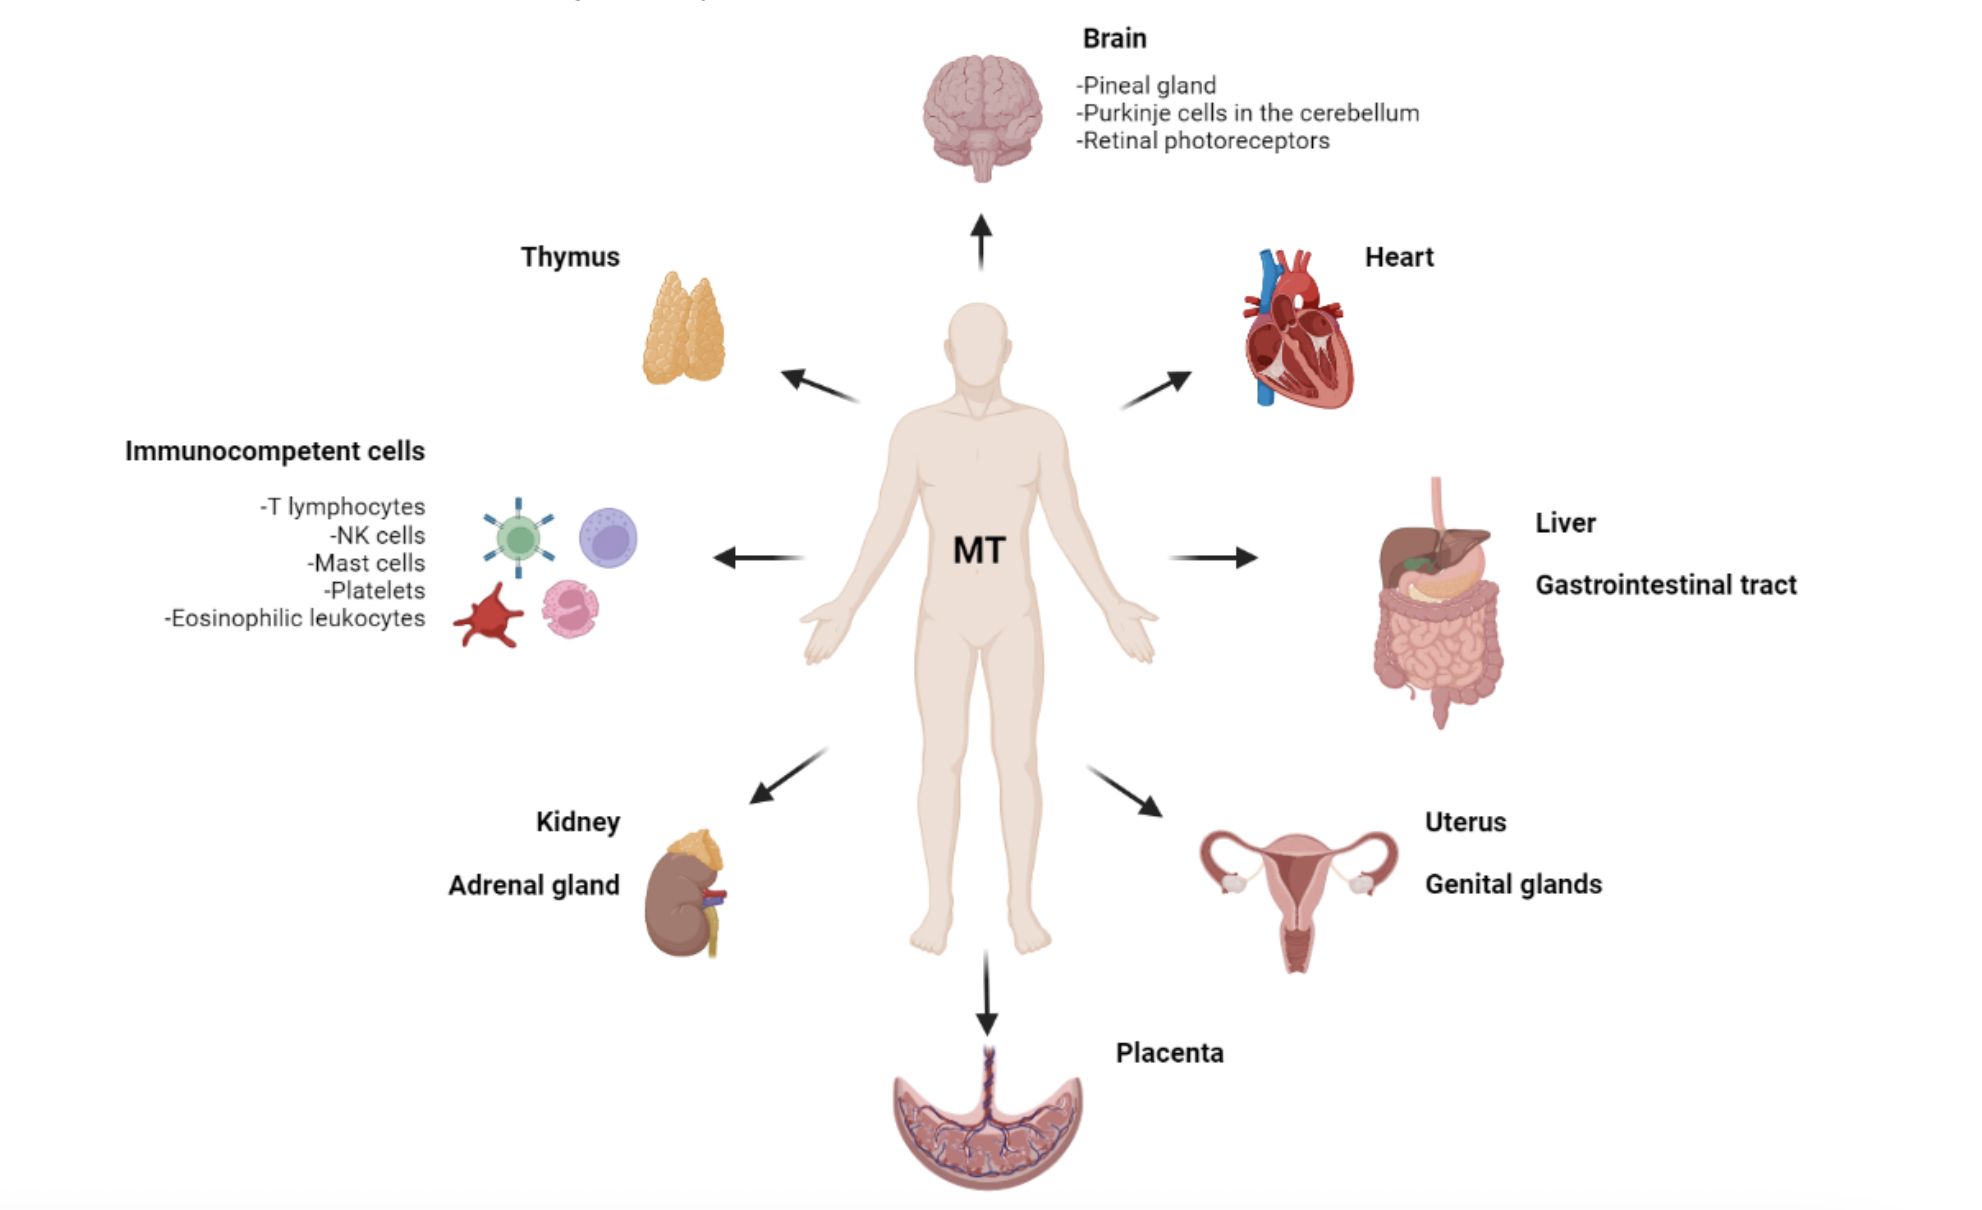 Brain
-Pineal gland
-Purkinje cells in the cerebellum
-Retinal photoreceptors
Thymus
Heart
Immunocompetent cells
-T lymphocytes
-NK cells
-Mast cells
-Platelets
-Eosinophilic leukocytes
MT
Liver
Gastrointestinal tract
Kidney
Adrenal gland
Uterus
Genital glands
Placenta